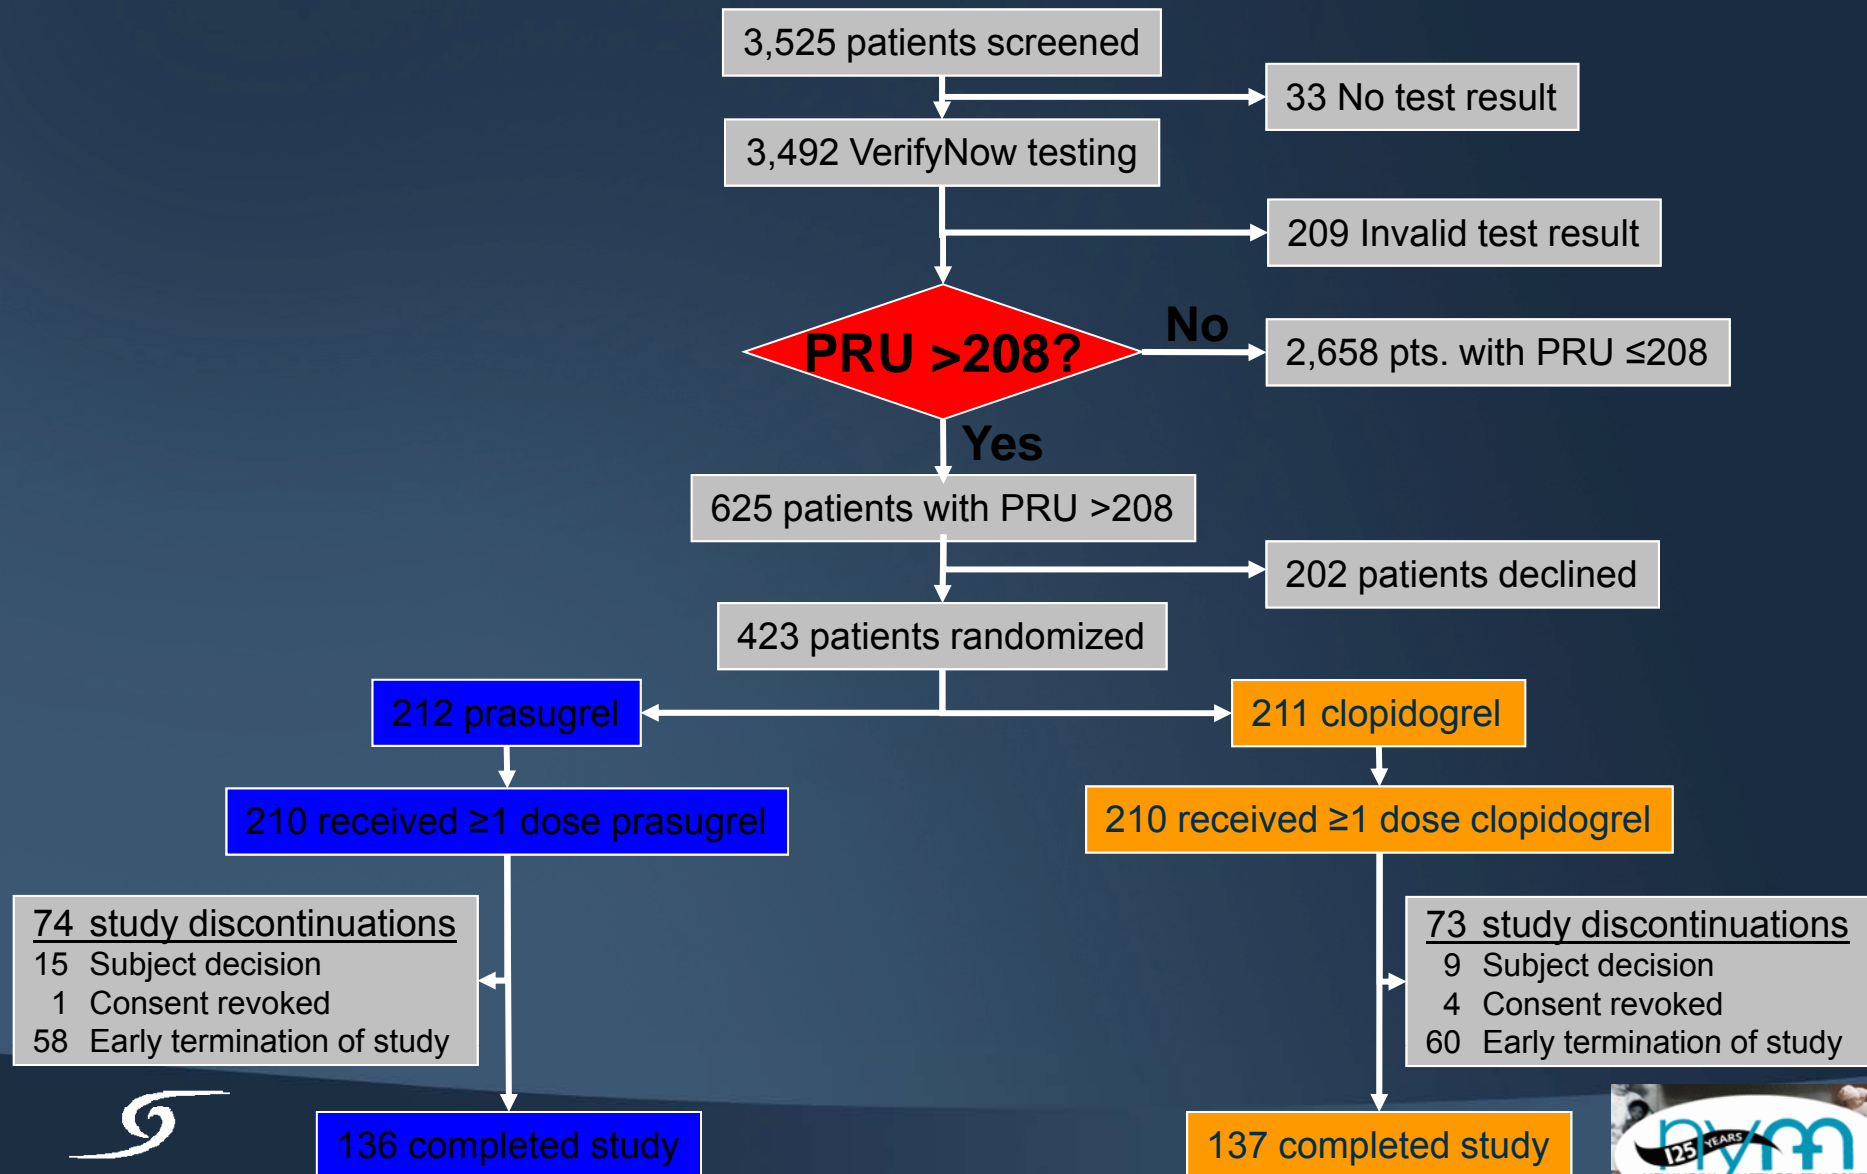 3,525 patients screened
33 No test result
3,492 VerifyNow testing
209 Invalid test result
PRU >208?
No
2,658 pts. with PRU ≤208
Yes
625 patients with PRU >208
202 patients declined
423 patients randomized
212 prasugrel
211 clopidogrel
210 received ≥1 dose prasugrel
210 received ≥1 dose clopidogrel
74 study discontinuations
15 Subject decision
1 Consent revoked
58 Early termination of study
73 study discontinuations
9 Subject decision
4 Consent revoked
60 Early termination of study
136 completed study
137 completed study
125 YEARS
nym